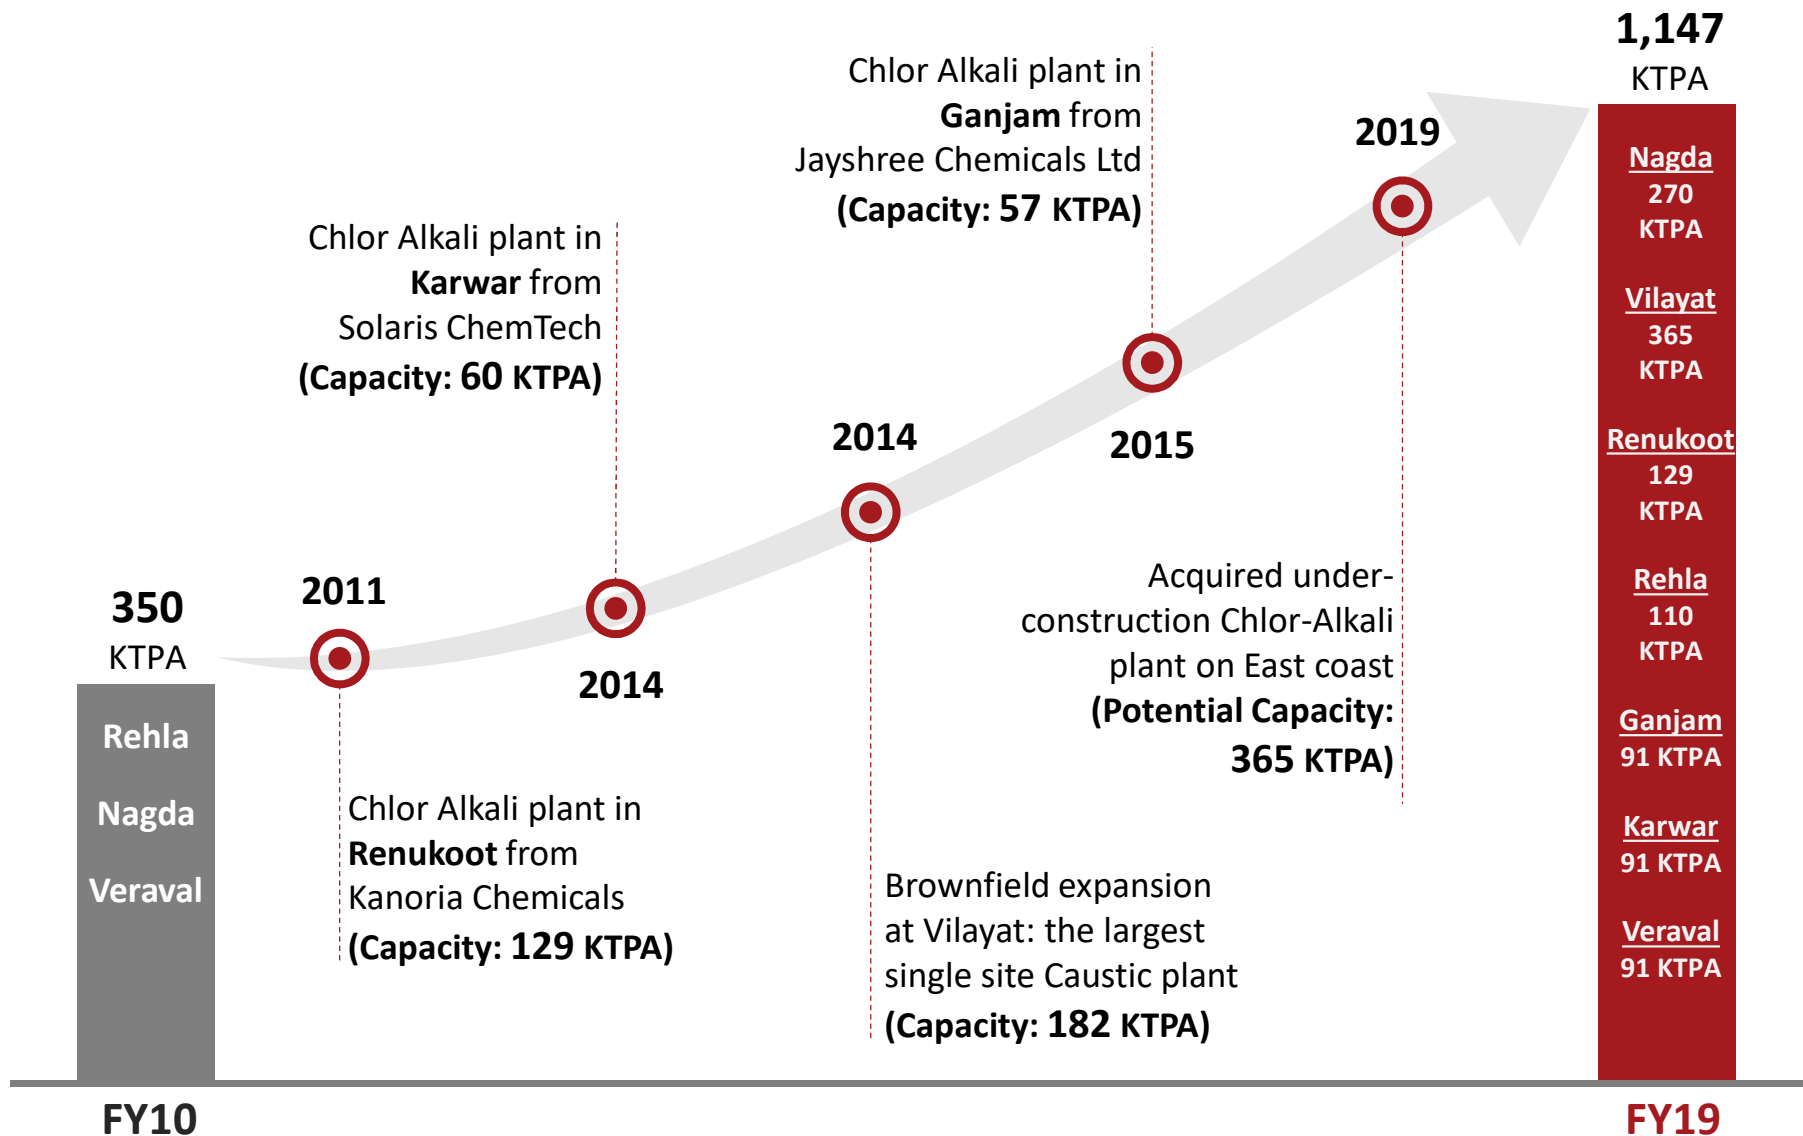 350
KTPA
Rehla
Nagda
Veraval
FY10
2011
Chlor Alkali plant in
Renukoot from
Kanoria Chemicals
(Capacity: 129 KTPA)
Chlor Alkali plant in
Karwar from
Solaris ChemTech
(Capacity: 60 KTPA)
2014
2014
Brownfield expansion
at Vilayat: the largest
single site Caustic plant
(Capacity: 182 KTPA)
Chlor Alkali plant in
Ganjam from
Jayshree Chemicals Ltd
(Capacity: 57 KTPA)
2015
2019
Acquired under-
construction Chlor-Alkali
plant on East coast
(Potential Capacity:
365 KTPA)
1,147
KTPA
Nagda
270
KTPA
Vilayat
365
KTPA
Renukoot
129
KTPA
Rehla
110
KTPA
Ganjam
91 KTPA
Karwar
91 KTPA
Veraval
91 KTPA
FY19